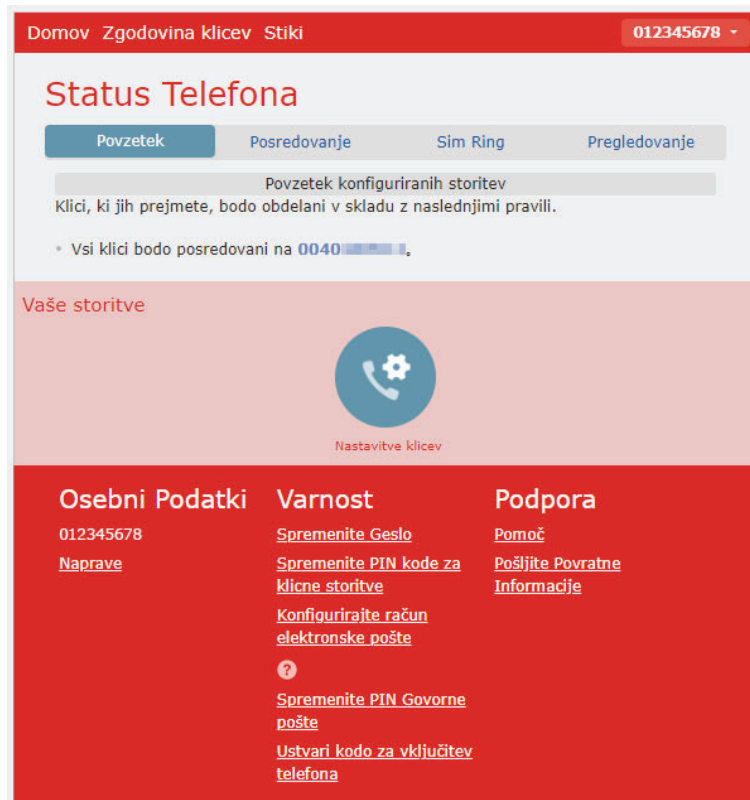 Domov Zgodovina klicev Stiki 012345678
Status Telefona
Povzetek Posredovanje Sim Ring Pregledovanje
Povzetek konfiguriranih storitev
Klici, ki jih prejmete, bodo obdelani v skladu z naslednjimi pravili.
Vsi klici bodo posredovani na 0040
Vaše storitve
Nastavitve klicev
Osebni Podatki
012345678
Naprave
Varnost
Spremenite Geslo
Spremenite PIN kode za
klicne storitve
Konfigurirajte račun
elektronske pošte
?
Spremenite PIN Govorne
pošte
Ustvari kodo za vključitev
telefona
Podpora
Pomoč
Pošljite Povratne
Informacije